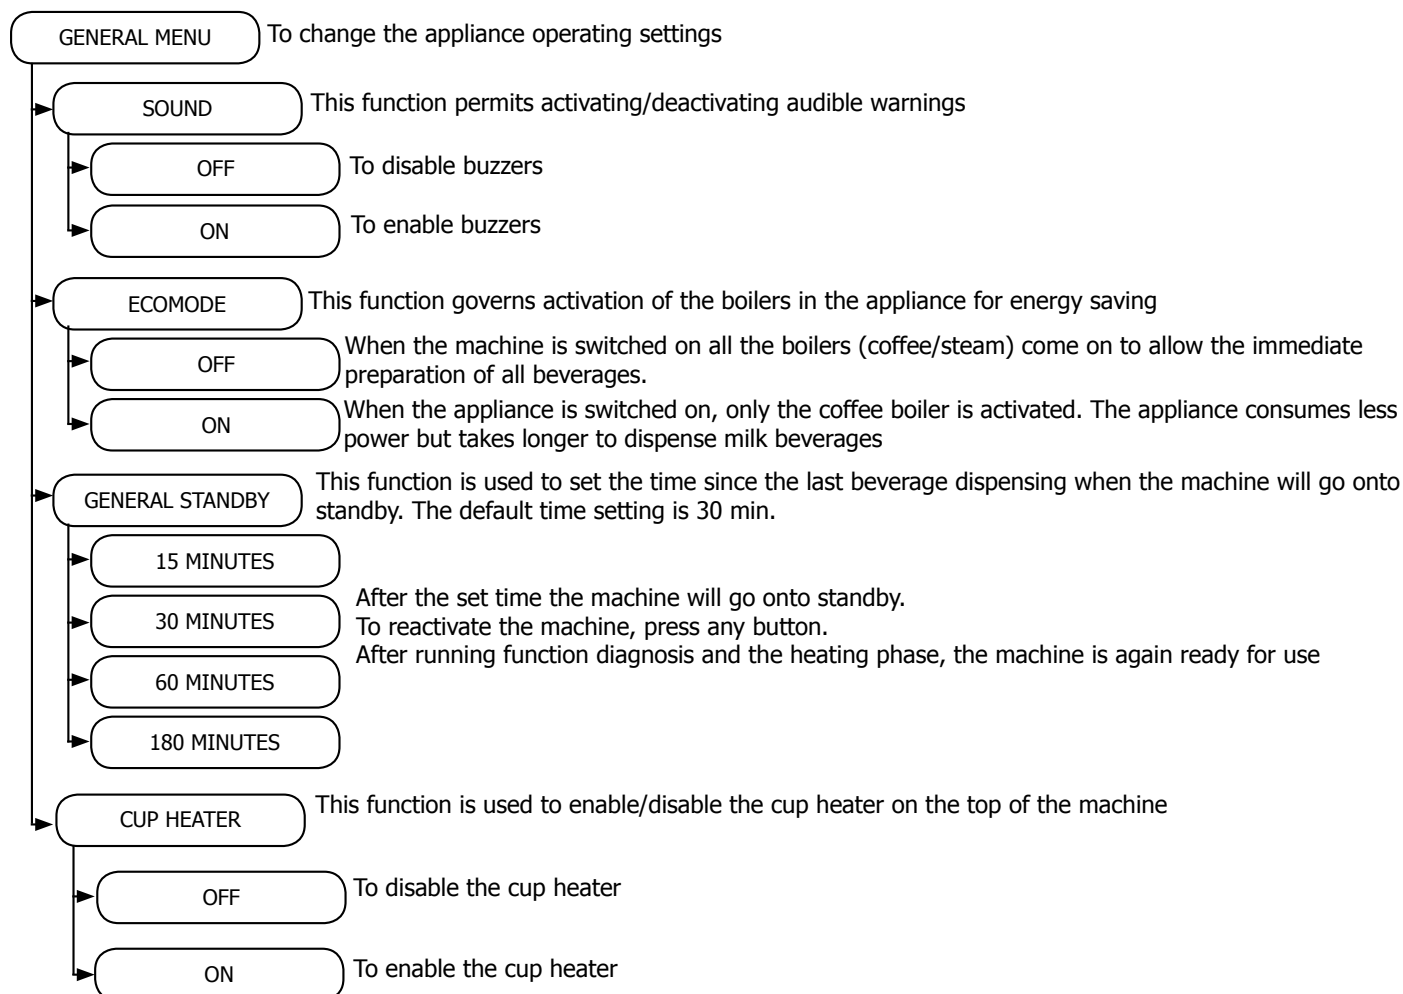 GENERAL MENU
To change the appliance operating settings
SOUND
This function permits activating/deactivating audible warnings
OFF
To disable buzzers
ON
To enable buzzers
ECOMODE
This function governs activation of the boilers in the appliance for energy saving
OFF
When the machine is switched on all the boilers (coffee/steam) come on to allow the immediate
preparation of all beverages.
ON
When the appliance is switched on, only the coffee boiler is activated. The appliance consumes less
power but takes longer to dispense milk beverages
GENERAL STANDBY
This function is used to set the time since the last beverage dispensing when the machine will go onto
standby. The default time setting is 30 min.
15 MINUTES
30 MINUTES
60 MINUTES
180 MINUTES
After the set time the machine will go onto standby.
To reactivate the machine, press any button.
After running function diagnosis and the heating phase, the machine is again ready for use
CUP HEATER
This function is used to enable/disable the cup heater on the top of the machine
OFF
To disable the cup heater
ON
To enable the cup heater